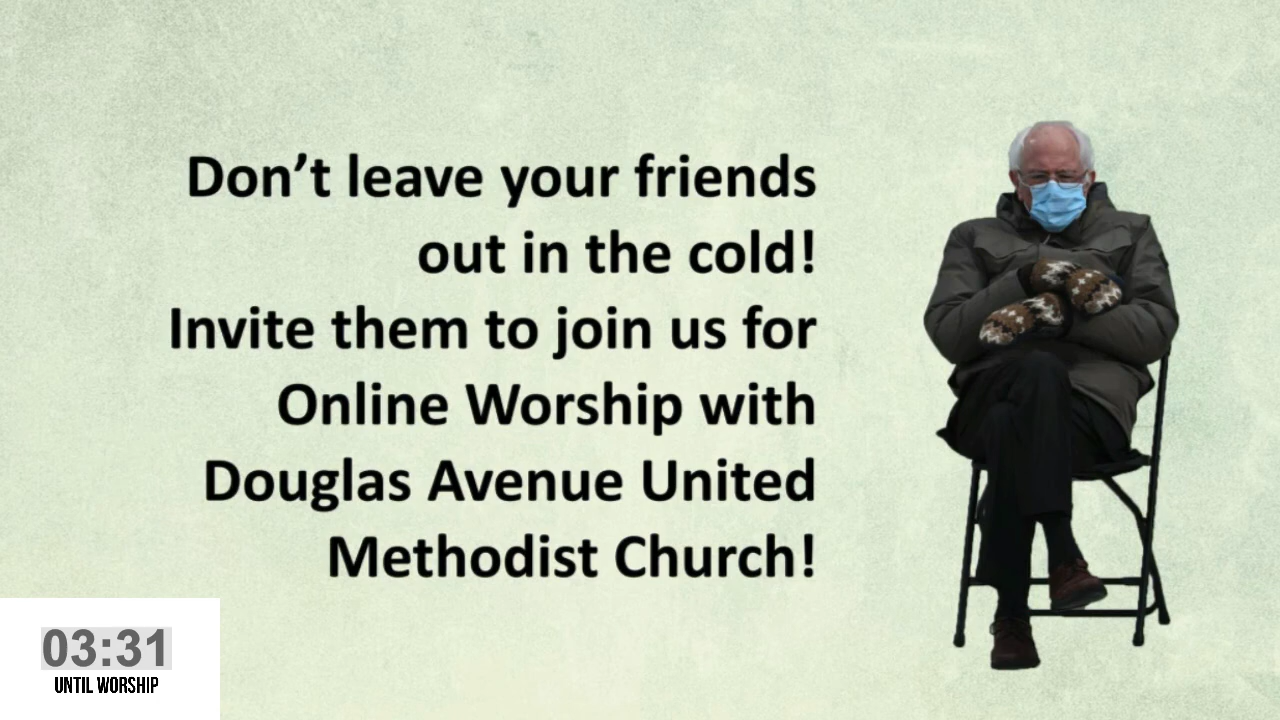 Don’t leave your friends
out in the cold!
Invite them to join us for
Online Worship with
Douglas Avenue United
Methodist Church!
03:31
UNTIL WORSHIP